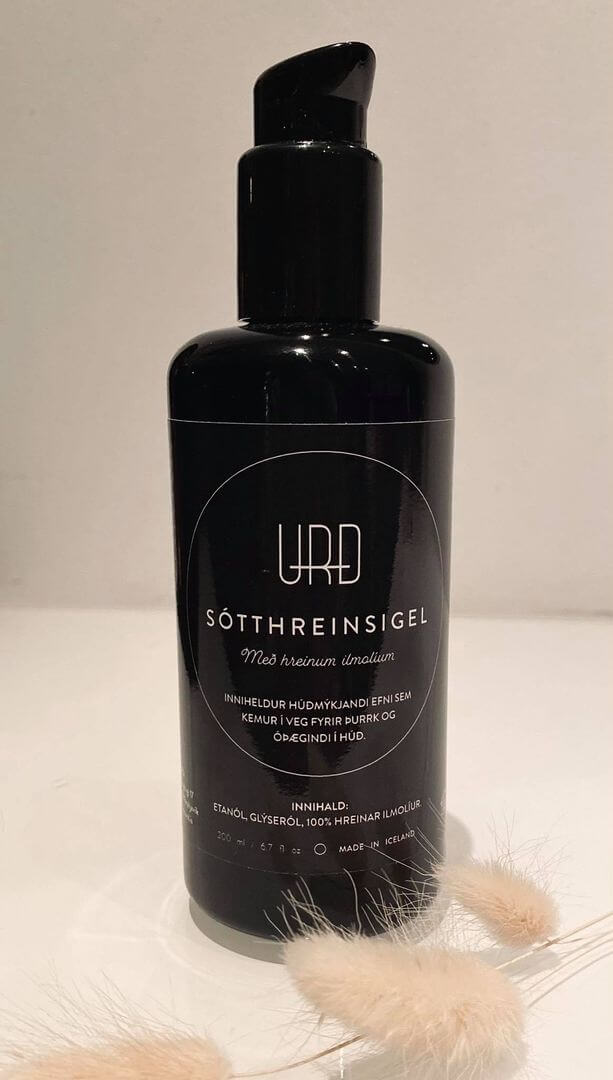 URÐ
SÓTTHREINSIGEL
Með hreinum ilmolíum
INNIHELDUR HÚÐMÝKJANDI EFNI SEM
KEMUR Í VEG FYRIR ÞURRK OG
ÓÞÆGINDI Í HÚÐ.
INNIHALD:
ETANÓL, GLÝSERÓL, 100% HREINAR ILMOLÍUR.
200 ml / 6.7 fl oz MADE IN ICELAND